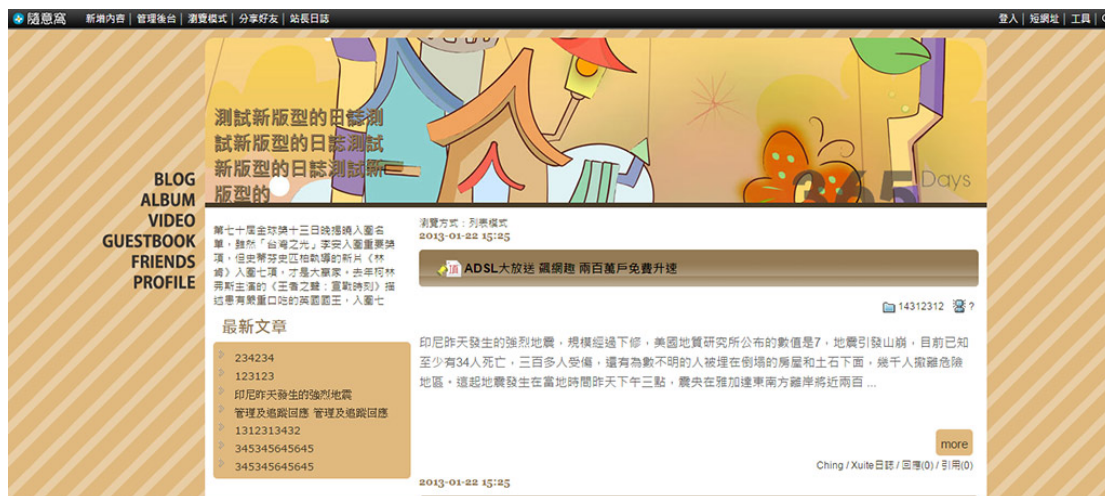 隨意窩 新增內容 | 管理後台 | 瀏覽模式 | 分享好友 | 站長日誌
登入 | 短網址 | 工具 |
測試新版型的日誌測
試新版型的日誌測試
新版型的日誌測試新
版型的
365 Days
BLOG
ALBUM
VIDEO
GUESTBOOK
FRIENDS
PROFILE
第七十屆金球獎十三日晚揭曉入圍名
單，雖然「台灣之光」李安入圍重要獎
項，但史蒂芬史匹柏執導的新片《林
肯》入圍七項，才是大贏家。去年柯林
弗斯主演的《王者之聲：宣戰時刻》描
述患有嚴重口吃的英國國王，入圍七
最新文章
234234
123123
印尼昨天發生的強烈地震
管理及追蹤回應 管理及追蹤回應
1312313432
345345645645
345345645645
瀏覽方式：列表模式
2013-01-22 15:25
頂 ADSL大放送 飆網趣 兩百萬戶免費升速
14312312 ?
印尼昨天發生的強烈地震，規模經過下修，美國地質研究所公布的數值是7，地震引發山崩，目前已知
至少有34人死亡，三百多人受傷，還有為數不明的人被埋在倒塌的房屋和土石下面，幾千人撤離危險
地區。這起地震發生在當地時間昨天下午三點，震央在雅加達東南方離岸將近兩百 ...
more
Ching / Xuite日誌 / 回應(0) / 引用(0)
2013-01-22 15:25